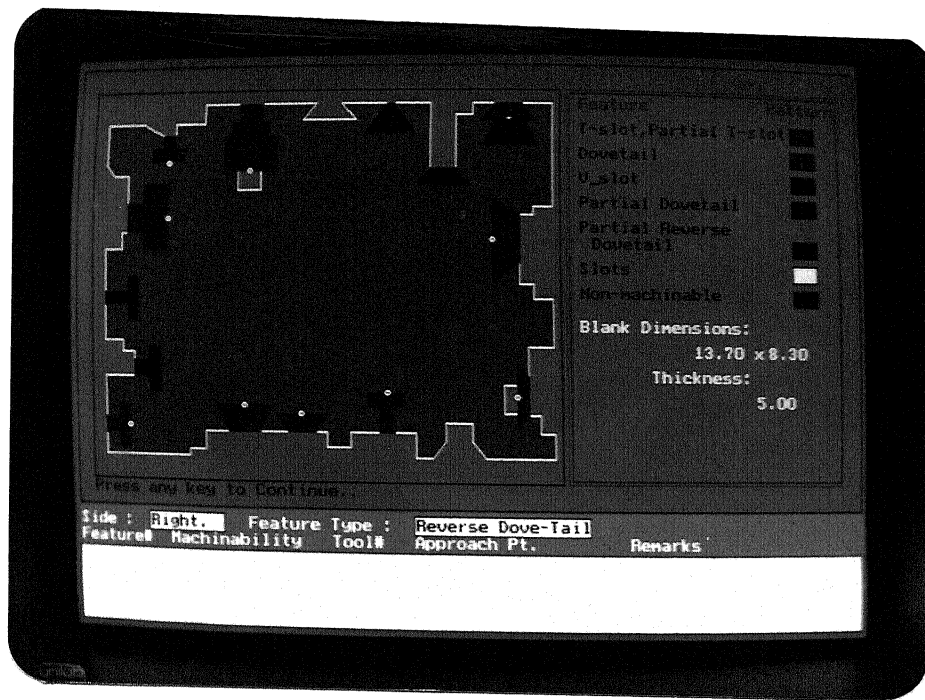 Feature
Pattern
T-slot,Partial T-slot
Dovetail
V_slot
Partial Dovetail
Partial Reverse
Dovetail
Slots
Non-machinable
Blank Dimensions:
13.70 x 8.30
Thickness:
5.00
Press any key to Continue..
Side : Right. Feature Type : Reverse Dove-Tail
Feature# Machinability Tool# Approach Pt. Remarks